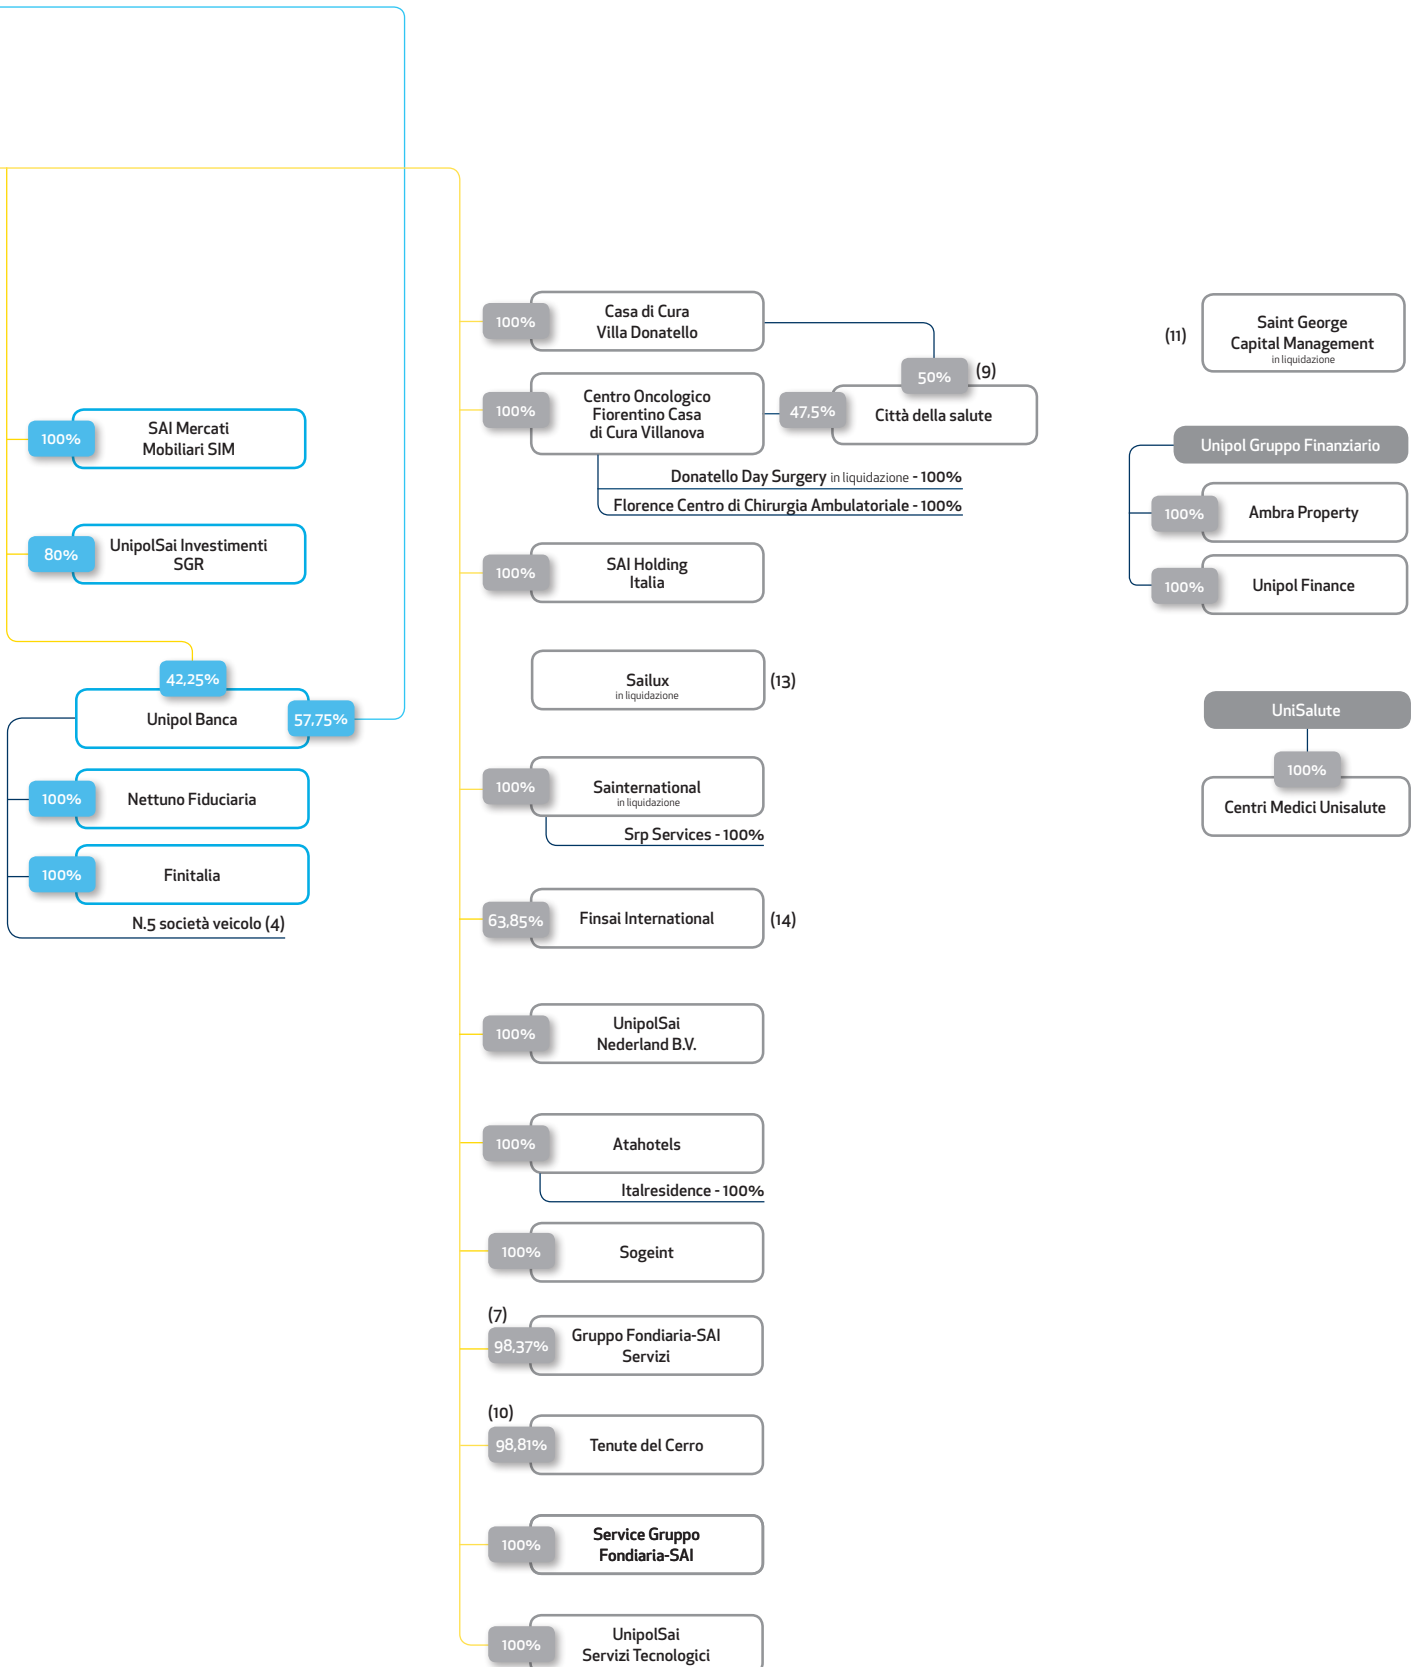 100%
SAI Mercati
Mobiliari SIM
80%
UnipolSai Investimenti
SGR
42,25%
Unipol Banca
57,75%
100%
Nettuno Fiduciaria
100%
Finitalia
N.5 società veicolo (4)
100%
Casa di Cura
Villa Donatello
50%
(9)
100%
Centro Oncologico
Fiorentino Casa
di Cura Villanova
47,5%
Città della salute
Donatello Day Surgery in liquidazione - 100%
Florence Centro di Chirurgia Ambulatoriale - 100%
100%
SAI Holding
Italia
Sailux
in liquidazione
(13)
100%
Sainternational
in liquidazione
Srp Services - 100%
63,85%
Finsai International
(14)
100%
UnipolSai
Nederland B.V.
100%
Atahotels
Italresidence - 100%
100%
Sogeint
(7)
98,37%
Gruppo Fondiaria-SAI
Servizi
(10)
98,81%
Tenute del Cerro
100%
Service Gruppo
Fondiaria-SAI
100%
UnipolSai
Servizi Tecnologici
(11)
Saint George
Capital Management
in liquidazione
Unipol Gruppo Finanziario
100%
Ambra Property
100%
Unipol Finance
UniSalute
100%
Centri Medici Unisalute